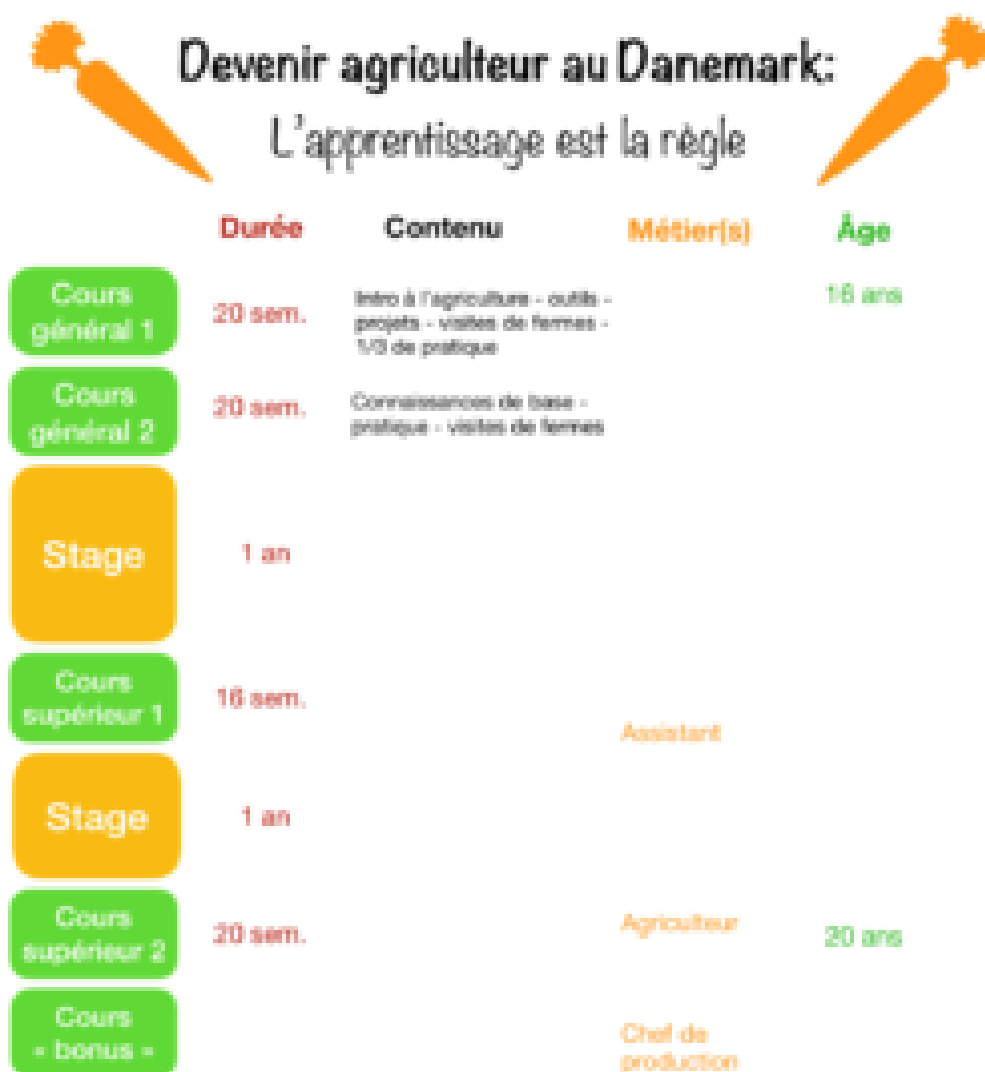 Devenir agriculteur au Danemark:
L'apprentissage est la règle
Durée Contenu Métier(s) Âge
Cours
général 1
20 sem.
Intro à l'agriculture - outils -
projets - visites de fermes -
1/3 de pratique
16 ans
Cours
général 2
20 sem.
Connaissances de base -
pratique - visites de fermes
Stage
1 an
Cours
supérieur 1
16 sem.
Assistant
Stage
1 an
Cours
supérieur 2
20 sem.
Agriculteur
20 ans
Cours
« bonus »
Chef de
production